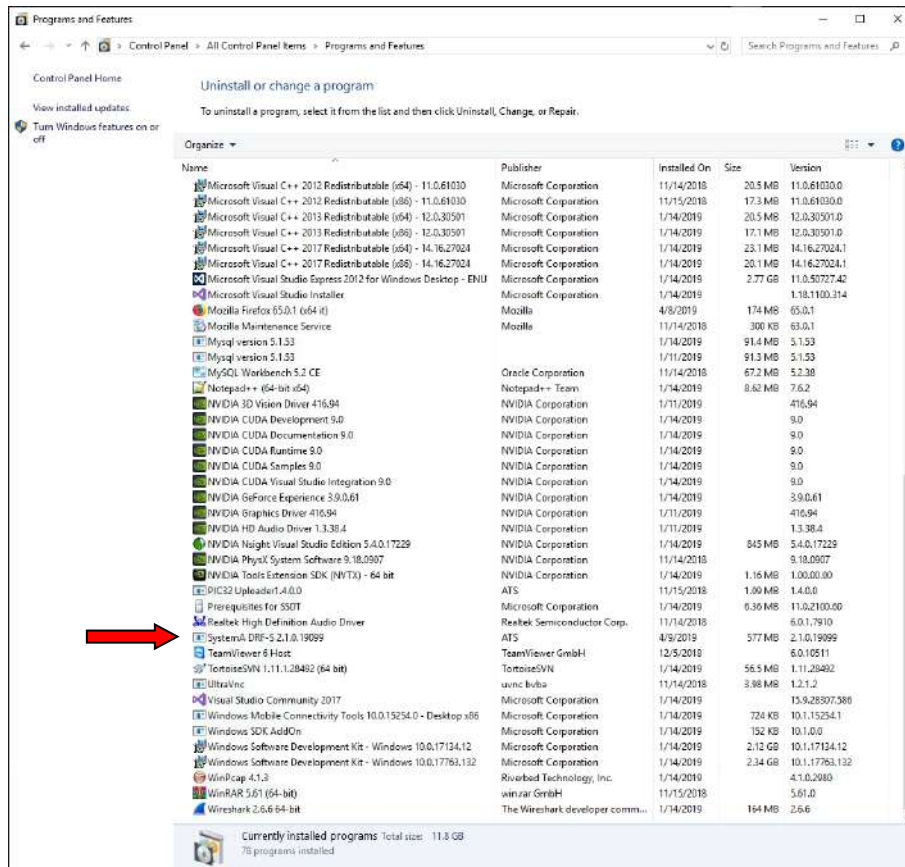 Programs and Features
Control Panel > All Control Panel Items > Programs and Features
Search Programs and Features
Control Panel Home
View installed updates
Turn Windows features on or off
Uninstall or change a program
To uninstall a program, select it from the list and then click Uninstall, Change, or Repair.
Organize
Name Publisher Installed On Size Version
Microsoft Visual C++ 2012 Redistributable (x64) - 11.0.61030 Microsoft Corporation 11/14/2018 20.5 MB 11.0.61030.0
Microsoft Visual C++ 2012 Redistributable (x86) - 11.0.61030 Microsoft Corporation 11/15/2018 17.3 MB 11.0.61030.0
Microsoft Visual C++ 2013 Redistributable (x64) - 12.0.30501 Microsoft Corporation 1/14/2019 20.5 MB 12.0.30501.0
Microsoft Visual C++ 2013 Redistributable (x86) - 12.0.30501 Microsoft Corporation 1/14/2019 17.1 MB 12.0.30501.0
Microsoft Visual C++ 2017 Redistributable (x64) - 14.16.27024 Microsoft Corporation 1/14/2019 23.1 MB 14.16.27024.1
Microsoft Visual C++ 2017 Redistributable (x86) - 14.16.27024 Microsoft Corporation 1/14/2019 20.1 MB 14.16.27024.1
Microsoft Visual Studio Express 2012 for Windows Desktop - ENU Microsoft Corporation 1/14/2019 2.77 GB 11.0.50727.42
Microsoft Visual Studio Installer Microsoft Corporation 1/14/2019 1.18.1100.314
Mozilla Firefox 65.0.1 (x64 it) Mozilla 4/8/2019 174 MB 65.0.1
Mozilla Maintenance Service Mozilla 11/14/2018 300 KB 63.0.1
Mysql version 5.1.53 1/14/2019 91.4 MB 5.1.53
Mysql version 5.1.53 1/11/2019 91.3 MB 5.1.53
MySQL Workbench 5.2 CE Oracle Corporation 11/14/2018 67.2 MB 5.2.38
Notepad++ (64-bit x64) Notepad++ Team 1/14/2019 8.62 MB 7.6.2
NVIDIA 3D Vision Driver 416.94 NVIDIA Corporation 1/11/2019 416.94
NVIDIA CUDA Development 9.0 NVIDIA Corporation 1/14/2019 9.0
NVIDIA CUDA Documentation 9.0 NVIDIA Corporation 1/14/2019 9.0
NVIDIA CUDA Runtime 9.0 NVIDIA Corporation 1/14/2019 9.0
NVIDIA CUDA Samples 9.0 NVIDIA Corporation 1/14/2019 9.0
NVIDIA CUDA Visual Studio Integration 9.0 NVIDIA Corporation 1/14/2019 9.0
NVIDIA GeForce Experience 3.9.0.61 NVIDIA Corporation 1/14/2019 3.9.0.61
NVIDIA Graphics Driver 416.94 NVIDIA Corporation 1/11/2019 416.94
NVIDIA HD Audio Driver 1.3.38.4 NVIDIA Corporation 1/11/2019 1.3.38.4
NVIDIA Nsight Visual Studio Edition 5.4.0.17229 NVIDIA Corporation 1/14/2019 845 MB 5.4.0.17229
NVIDIA PhysX System Software 9.18.0907 NVIDIA Corporation 11/14/2018 9.18.0907
NVIDIA Tools Extension SDK (NVTX) - 64 bit NVIDIA Corporation 1/14/2019 1.16 MB 1.00.00.00
PIC32 Uploader1.4.0.0 ATS 11/15/2018 1.09 MB 1.4.0.0
Prerequisites for SSDT Microsoft Corporation 1/14/2019 6.36 MB 11.0.2100.60
Realtek High Definition Audio Driver Realtek Semiconductor Corp. 11/14/2018 6.0.1.7910
SystemA DRF-S 2.1.0.19099 ATS 4/9/2019 577 MB 2.1.0.19099
TeamViewer 6 Host TeamViewer GmbH 12/5/2018 6.0.10511
TortoiseSVN 1.11.1.28492 (64 bit) TortoiseSVN 1/14/2019 56.5 MB 1.11.28492
UltraVnc uvnc bvba 11/14/2018 3.98 MB 1.2.1.2
Visual Studio Community 2017 Microsoft Corporation 1/14/2019 15.9.28307.586
Windows Mobile Connectivity Tools 10.0.15254.0 - Desktop x86 Microsoft Corporation 1/14/2019 724 KB 10.1.15254.1
Windows SDK AddOn Microsoft Corporation 1/14/2019 152 KB 10.1.0.0
Windows Software Development Kit - Windows 10.0.17134.12 Microsoft Corporation 1/14/2019 2.12 GB 10.1.17134.12
Windows Software Development Kit - Windows 10.0.17763.132 Microsoft Corporation 1/14/2019 2.34 GB 10.1.17763.132
WinPcap 4.1.3 Riverbed Technology, Inc. 1/14/2019 4.1.0.2980
WinRAR 5.61 (64-bit) win.rar GmbH 11/15/2018 5.61.0
Wireshark 2.6.6 64-bit The Wireshark developer comm... 1/14/2019 164 MB 2.6.6
Currently installed programs Total size: 11.8 GB
78 programs installed